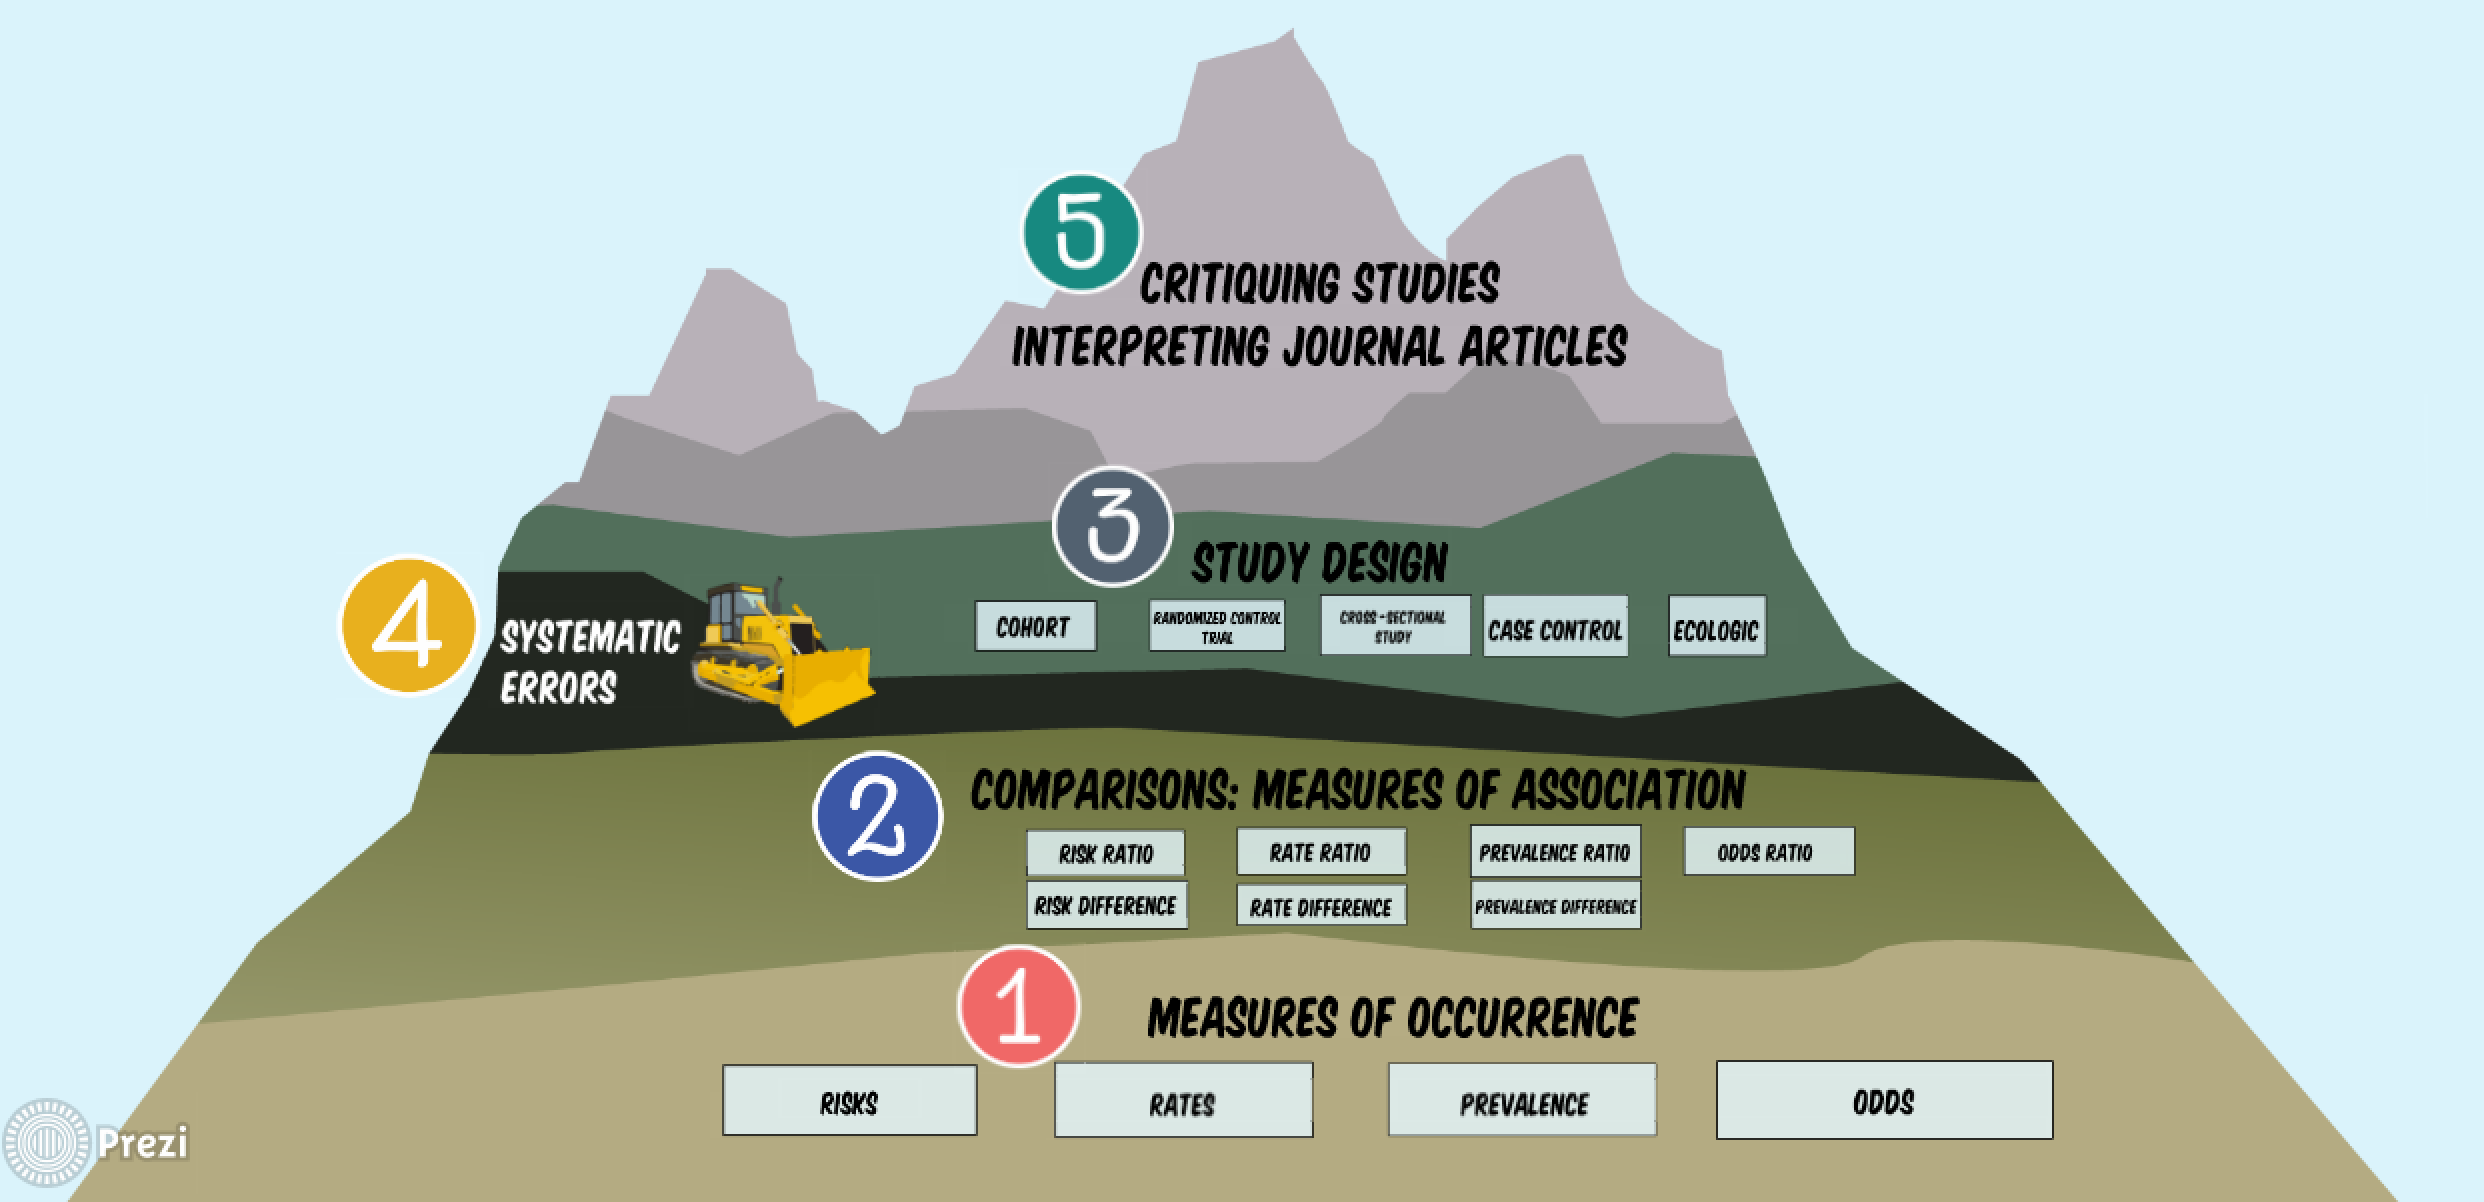 5
CRITIQUING STUDIES
INTERPRETING JOURNAL ARTICLES
3
STUDY DESIGN
COHORT
RANDOMIZED CONTROL
TRIAL
CROSS-SECTIONAL
STUDY
CASE CONTROL
ECOLOGIC
4
SYSTEMATIC
ERRORS
2
COMPARISONS: MEASURES OF ASSOCIATION
RISK RATIO
RATE RATIO
PREVALENCE RATIO
ODDS RATIO
RISK DIFFERENCE
RATE DIFFERENCE
PREVALENCE DIFFERENCE
1
MEASURES OF OCCURRENCE
RISKS
RATES
PREVALENCE
ODDS
Prezi